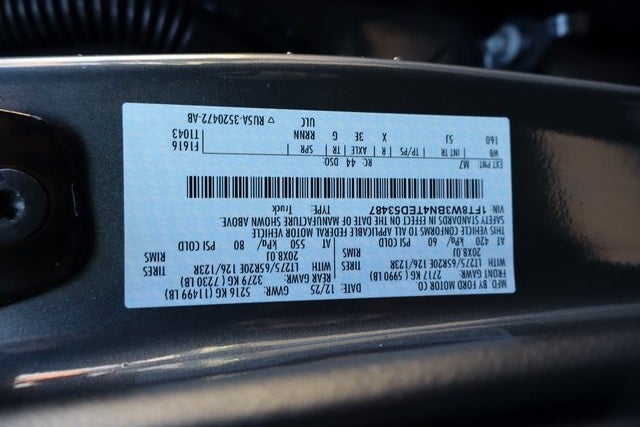 MFD. BY FORD MOTOR CO.
DATE: 12/25 GVWR: 5216 KG (11499 LB)
FRONT GAWR: 2717 KG (5990 LB) REAR GAWR: 3279 KG (7230 LB)
WITH LT275/65R20E 126/123R TIRES WITH LT275/65R20E 126/123R TIRES
20X8.0J RIMS 20X8.0J RIMS
AT 420 kPa/ 60 PSI COLD AT 550 kPa/ 80 PSI COLD
THIS VEHICLE CONFORMS TO ALL APPLICABLE FEDERAL MOTOR VEHICLE
SAFETY STANDARDS IN EFFECT ON THE DATE OF MANUFACTURE SHOWN ABOVE.
VIN: 1FT8W3BN4TED53487 TYPE: Truck
EXT PNT: M7 RC: 44 DSO:
WB INT TR TP/PS R AXLE TR SPR F1616
160 5J X 3E G RRNN T1043
ULC
▽ RU5A-3520472-AB